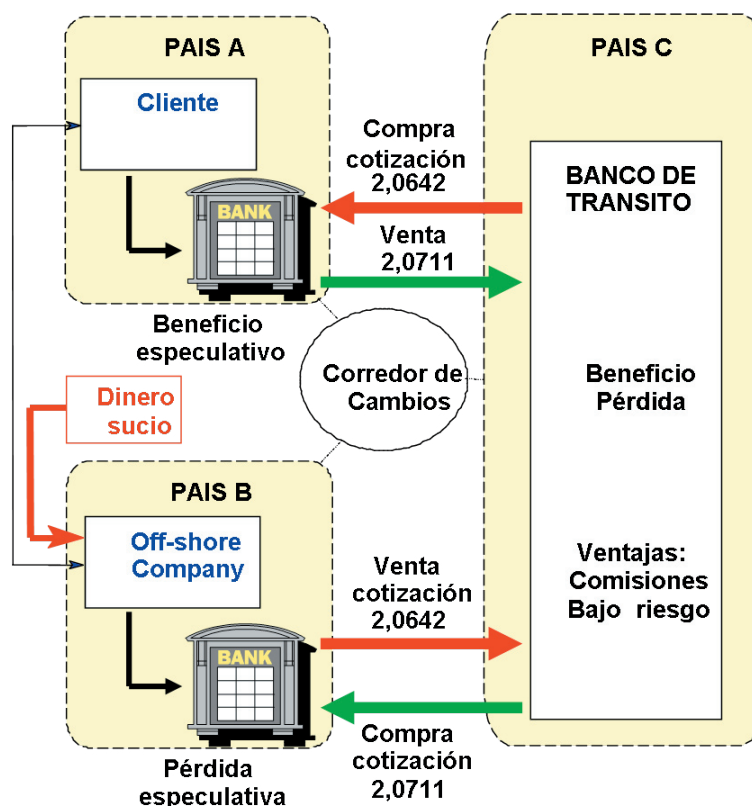 PAIS A
Cliente
BANK
Beneficio
especulativo
Compra
cotización
2,0642
Venta
2,0711
PAIS C
BANCO DE
TRANSITO
Beneficio
Pérdida
Ventajas:
Comisiones
Bajo riesgo
Corredor de
Cambios
Dinero
sucio
PAIS B
Off-shore
Company
BANK
Pérdida
especulativa
Venta
cotización
2,0642
Compra
cotización
2,0711